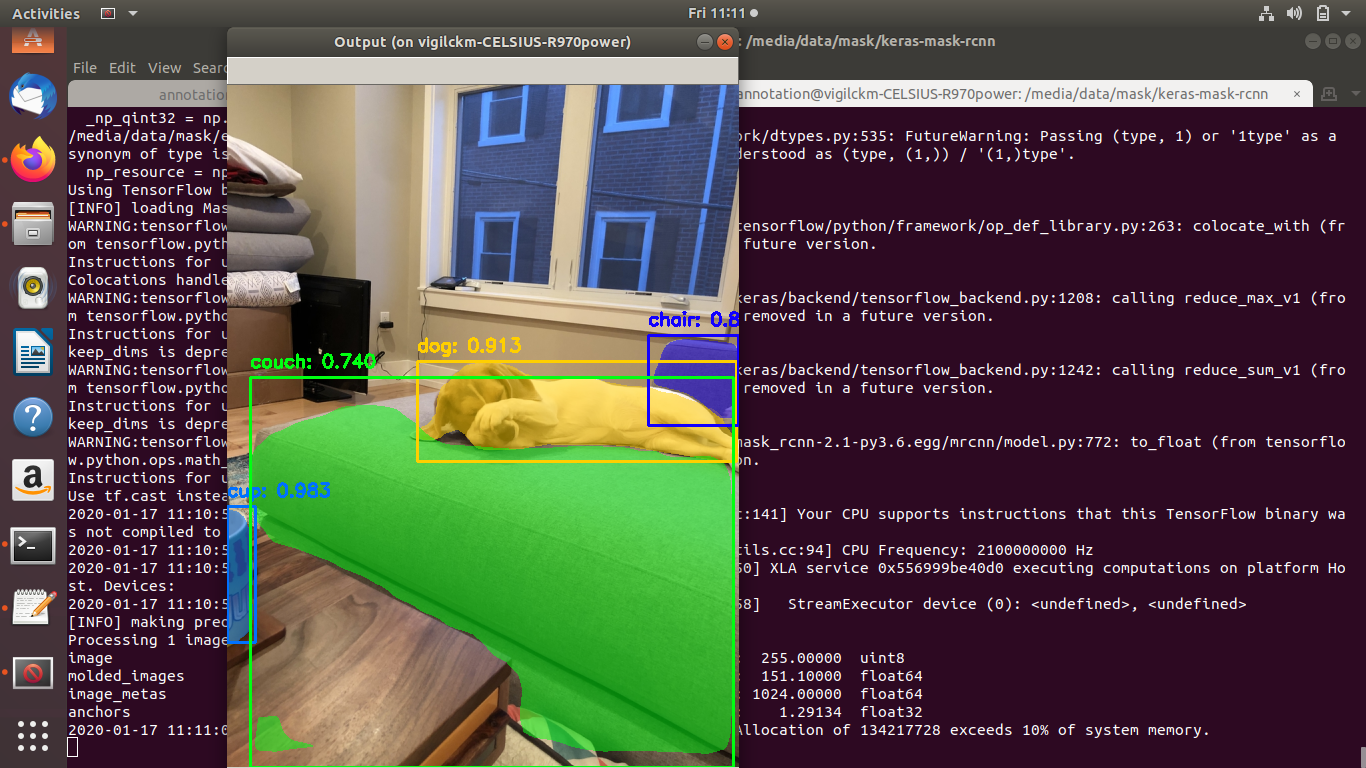 Activities
Fri 11:11
Output (on vigilckm-CELSIUS-R970power)
: /media/data/mask/keras-mask-rcnn
File Edit View Sear
annotation
annotation@vigilckm-CELSIUS-R970power: /media/data/mask/keras-mask-rcnn
_np_qint32 = np.
/media/data/mask/e rk/dtypes.py:535: FutureWarning: Passing (type, 1) or '1type' as a
synonym of type is derstood as (type, (1,)) / '(1,)type'.
np_resource = np
Using TensorFlow b
[INFO] loading Mas
WARNING:tensorflow tensorflow/python/framework/op_def_library.py:263: colocate_with (fr
om tensorflow.pyth future version.
Instructions for u
Colocations handle
WARNING:tensorflow keras/backend/tensorflow_backend.py:1208: calling reduce_max_v1 (fro
m tensorflow.pytho removed in a future version.
Instructions for u
keep_dims is depre
WARNING:tensorflow keras/backend/tensorflow_backend.py:1242: calling reduce_sum_v1 (fro
m tensorflow.pytho removed in a future version.
Instructions for u
keep_dims is depre
WARNING:tensorflow mask_rcnn-2.1-py3.6.egg/mrcnn/model.py:772: to_float (from tensorflo
w.python.ops.math_ on.
Instructions for u
Use tf.cast instea
2020-01-17 11:10:5 c:141] Your CPU supports instructions that this TensorFlow binary wa
s not compiled to
2020-01-17 11:10:5 tils.cc:94] CPU Frequency: 2100000000 Hz
2020-01-17 11:10:5 50] XLA service 0x556999be40d0 executing computations on platform Ho
st. Devices:
2020-01-17 11:10:5 58] StreamExecutor device (0): <undefined>, <undefined>
[INFO] making pred
Processing 1 image
image : 255.00000 uint8
molded_images : 151.10000 float64
image_metas : 1024.00000 float64
anchors : 1.29134 float32
2020-01-17 11:11:0 Allocation of 134217728 exceeds 10% of system memory.
chair: 0.8
dog: 0.913
couch: 0.740
cup: 0.983